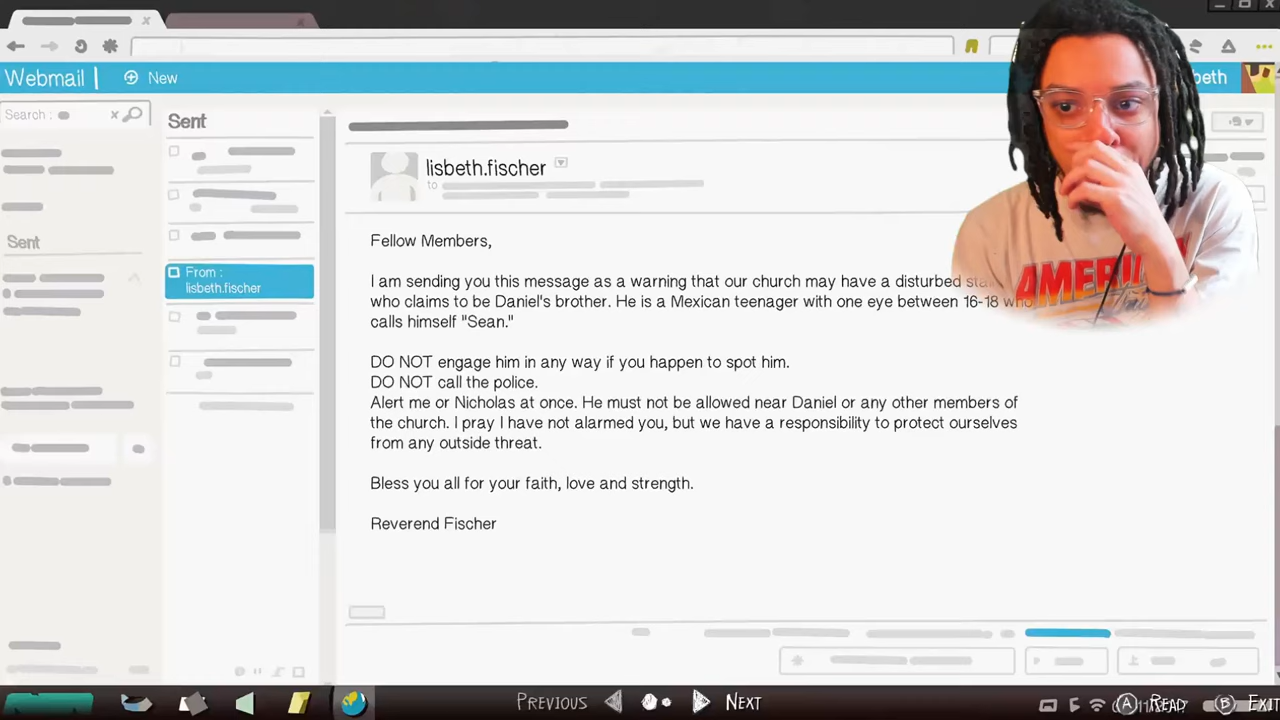 Webmail
New
beth
Search :
Sent
Sent
From :
lisbeth.fischer
lisbeth.fischer
to
Fellow Members,
I am sending you this message as a warning that our church may have a disturbed
who claims to be Daniel's brother. He is a Mexican teenager with one eye between 16-18 who
calls himself "Sean."
DO NOT engage him in any way if you happen to spot him.
DO NOT call the police.
Alert me or Nicholas at once. He must not be allowed near Daniel or any other members of
the church. I pray I have not alarmed you, but we have a responsibility to protect ourselves
from any outside threat.
Bless you all for your faith, love and strength.
Reverend Fischer
PREVIOUS
NEXT
A READ
B EXIT